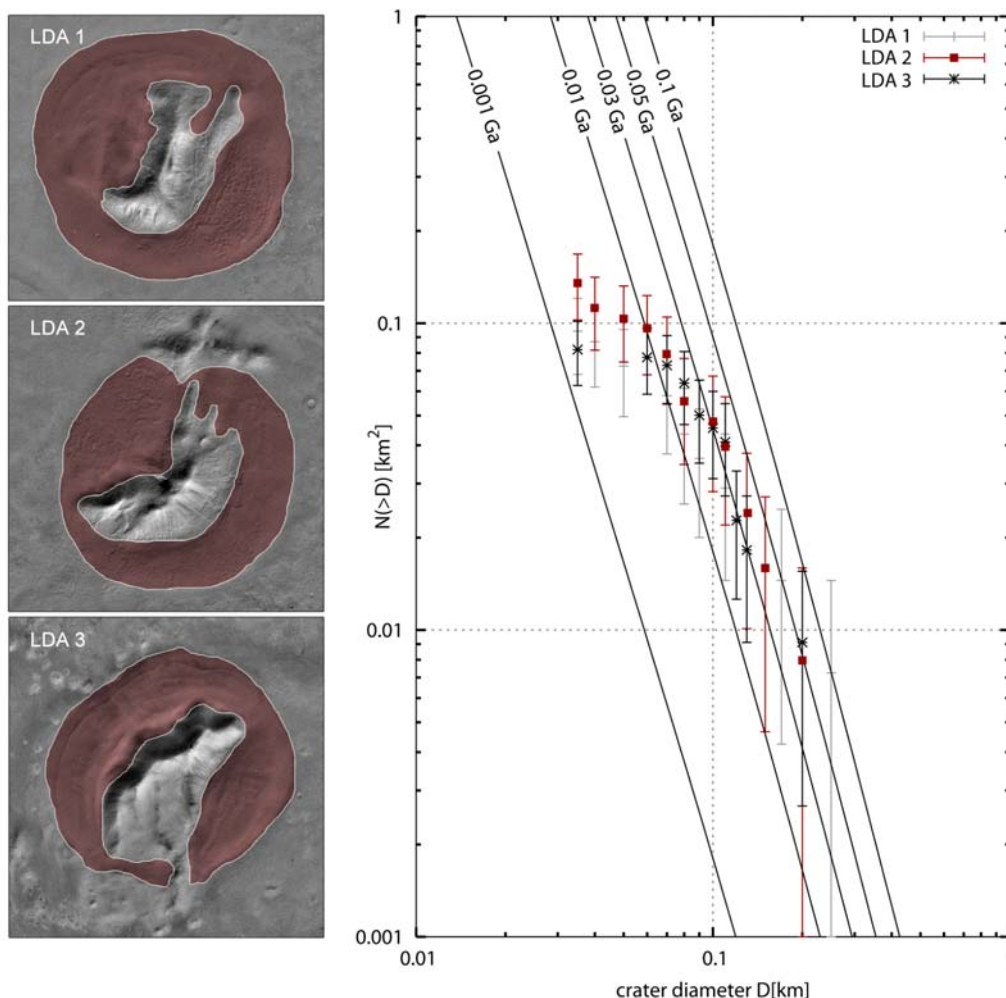 LDA 1
LDA 2
LDA 3
1
0.1
0.01
0.001
N(>D) [km²]
0.01
0.1
crater diameter D[km]
0.001 Ga
0.01 Ga
0.03 Ga
0.05 Ga
0.1 Ga
LDA 1
LDA 2
LDA 3